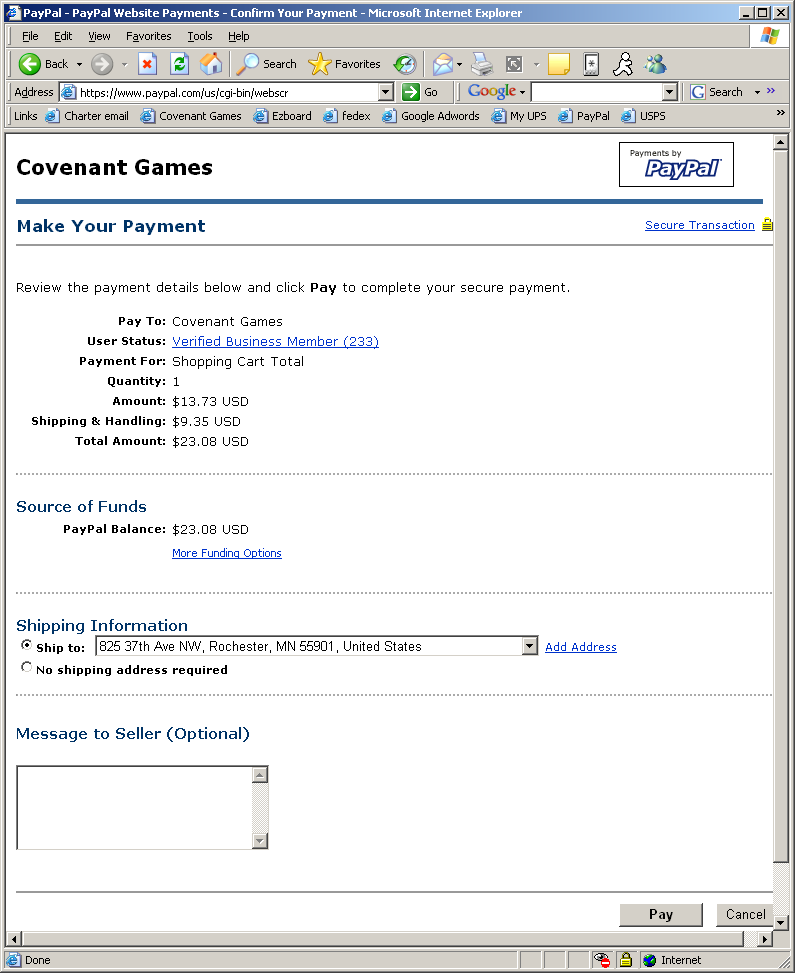 PayPal - PayPal Website Payments - Confirm Your Payment - Microsoft Internet Explorer
File Edit View Favorites Tools Help
Back Search Favorites
Address https://www.paypal.com/us/cgi-bin/webscr Go Google G Search »
Links Charter email Covenant Games Ezboard fedex Google Adwords My UPS PayPal USPS »
Covenant Games
Payments by
PayPal
Make Your Payment
Secure Transaction
Review the payment details below and click Pay to complete your secure payment.
Pay To: Covenant Games
User Status: Verified Business Member (233)
Payment For: Shopping Cart Total
Quantity: 1
Amount: $13.73 USD
Shipping & Handling: $9.35 USD
Total Amount: $23.08 USD
Source of Funds
PayPal Balance: $23.08 USD
More Funding Options
Shipping Information
Ship to: 825 37th Ave NW, Rochester, MN 55901, United States Add Address
No shipping address required
Message to Seller (Optional)
Pay Cancel
Done Internet